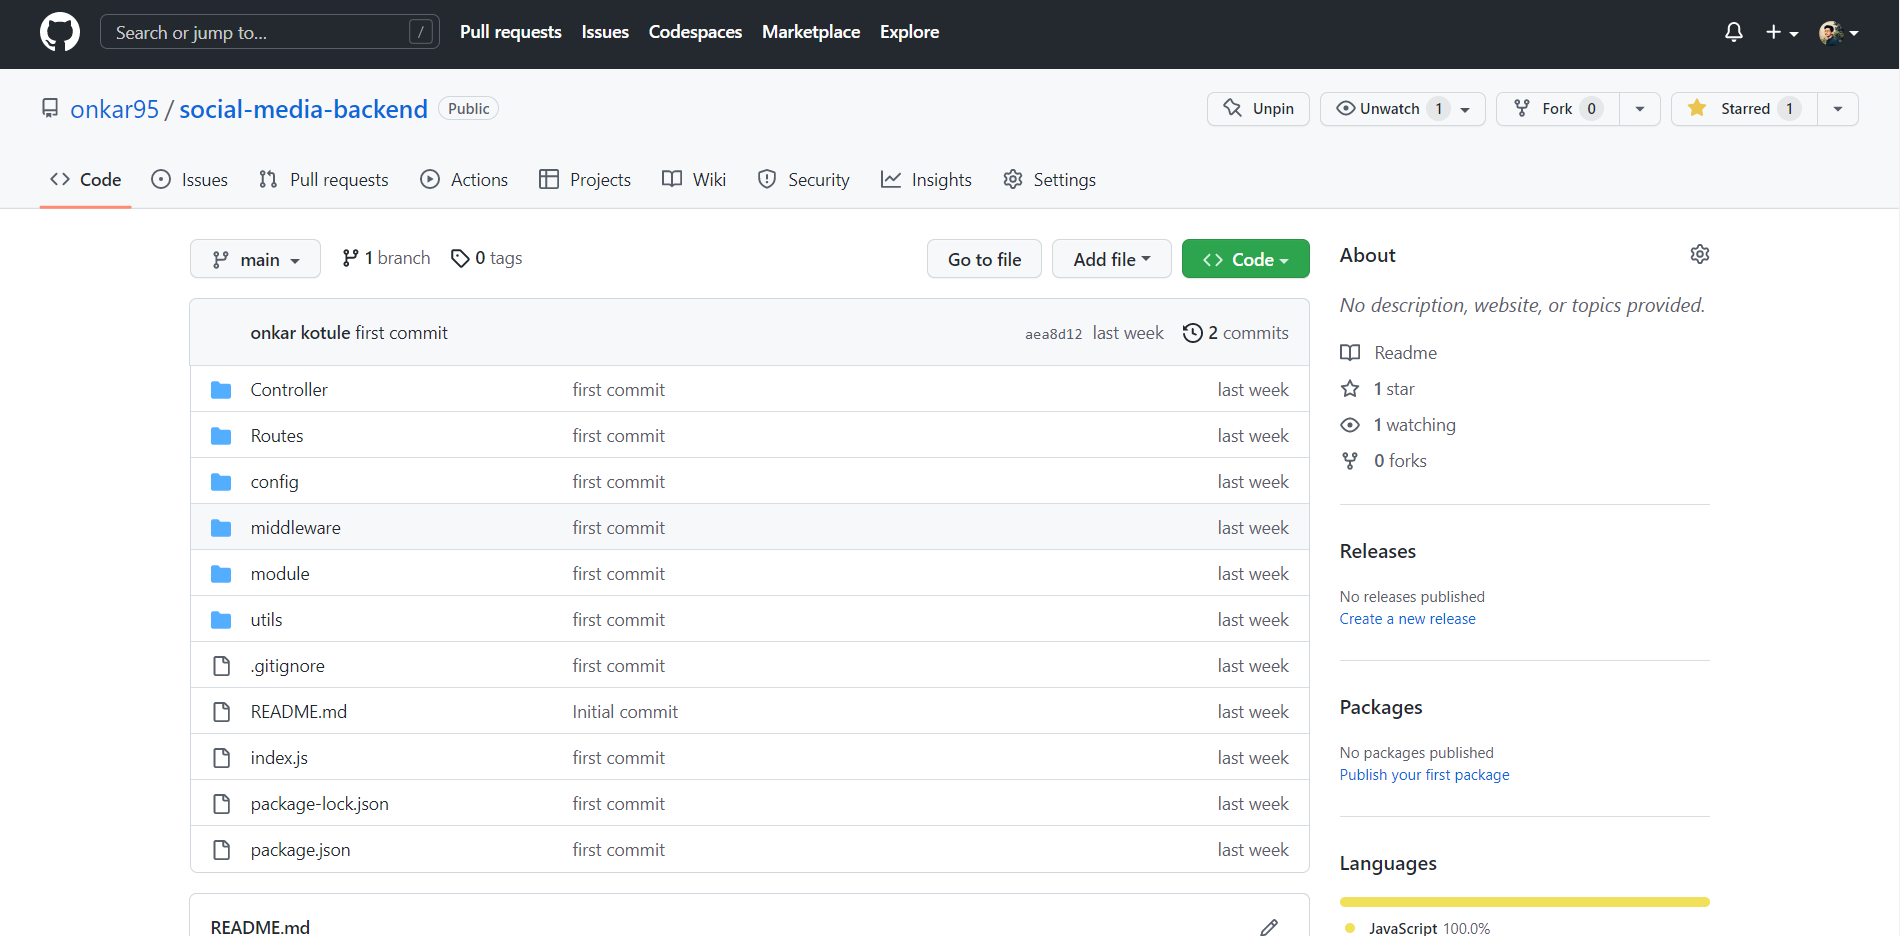 Search or jump to... / Pull requests Issues Codespaces Marketplace Explore
onkar95 / social-media-backend Public Unpin Unwatch 1 Fork 0 Starred 1
Code Issues Pull requests Actions Projects Wiki Security Insights Settings
main 1 branch 0 tags Go to file Add file Code
onkar kotule first commit aea8d12 last week 2 commits
Controller first commit last week
Routes first commit last week
config first commit last week
middleware first commit last week
module first commit last week
utils first commit last week
.gitignore first commit last week
README.md Initial commit last week
index.js first commit last week
package-lock.json first commit last week
package.json first commit last week
README.md
About
No description, website, or topics provided.
Readme
1 star
1 watching
0 forks
Releases
No releases published
Create a new release
Packages
No packages published
Publish your first package
Languages
JavaScript 100.0%